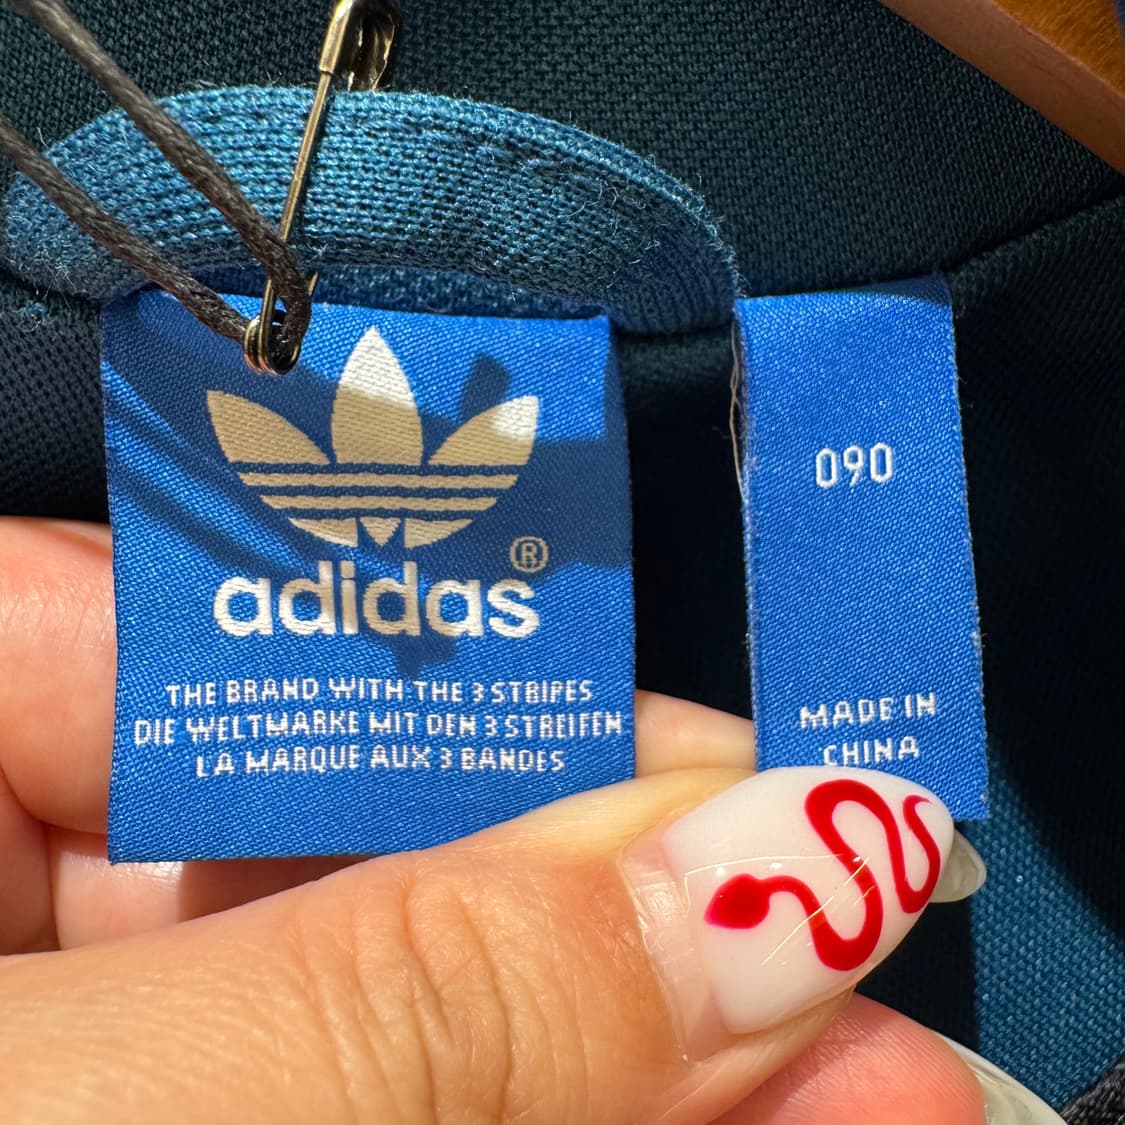 adidas®
THE BRAND WITH THE 3 STRIPES
DIE WELTMARKE MIT DEN 3 STREIFEN
LA MARQUE AUX 3 BANDES
090
MADE IN
CHINA